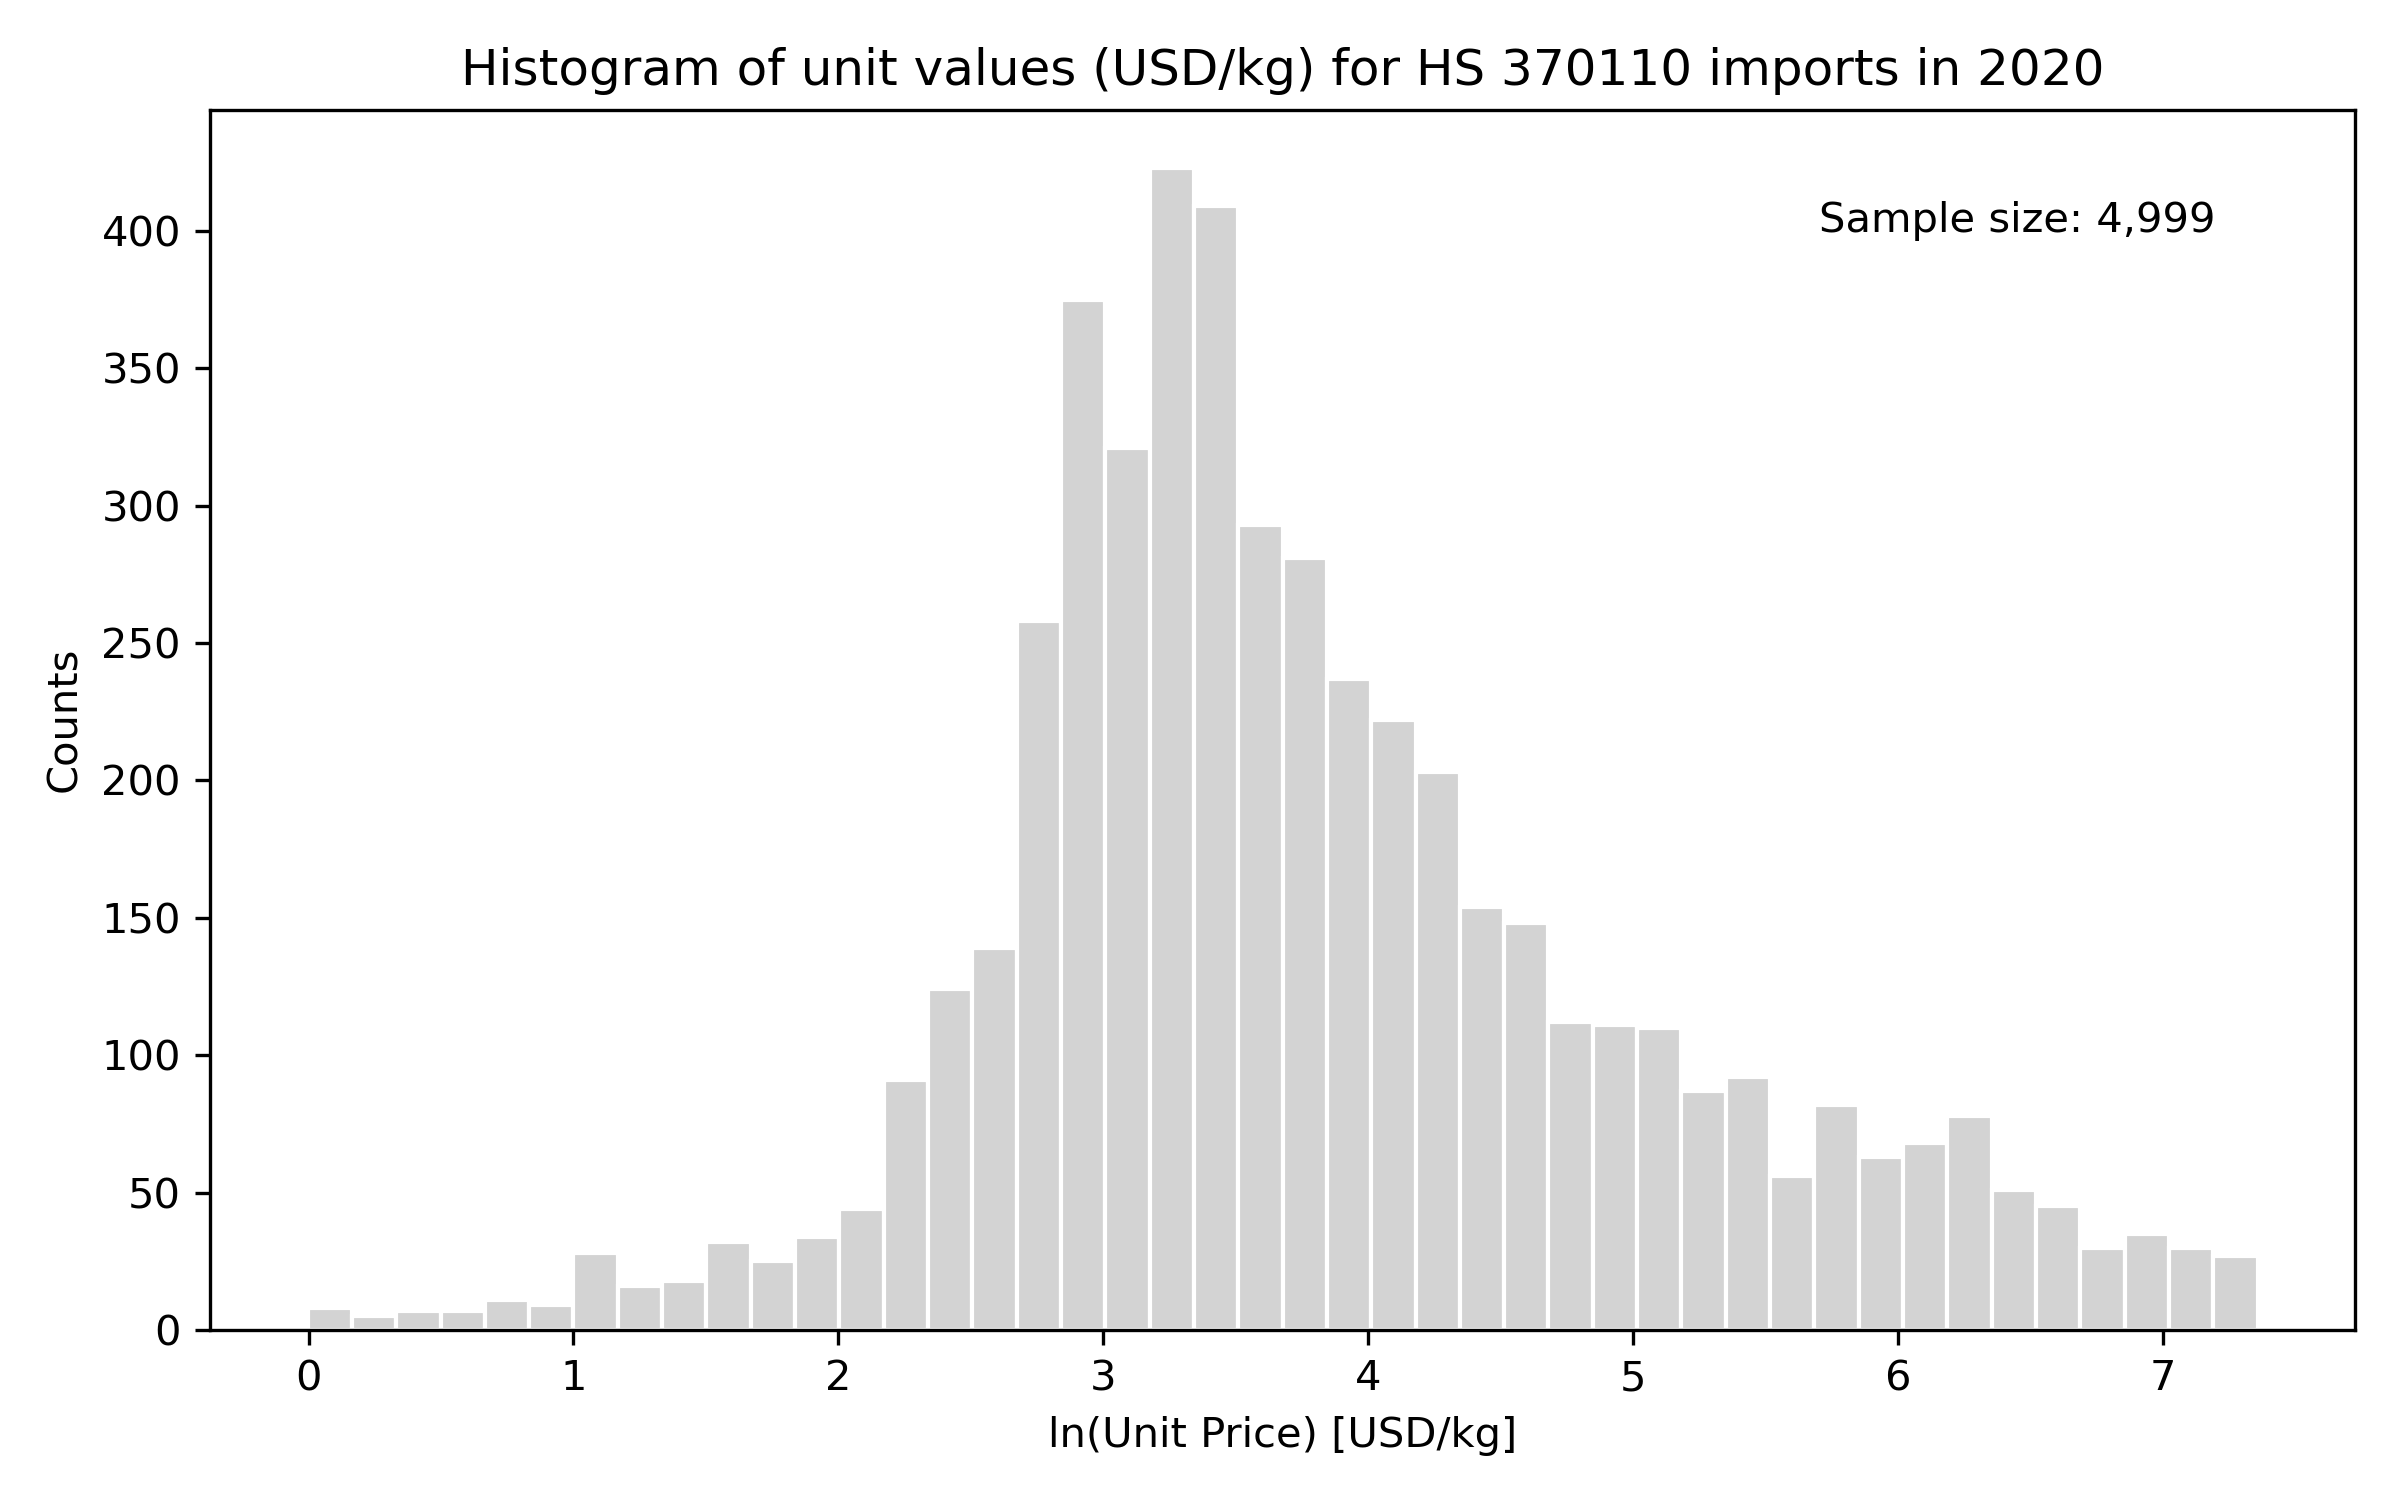 Histogram of unit values (USD/kg) for HS 370110 imports in 2020
Sample size: 4,999
400
350
300
250
200
150
100
50
0
Counts
0 1 2 3 4 5 6 7
ln(Unit Price) [USD/kg]